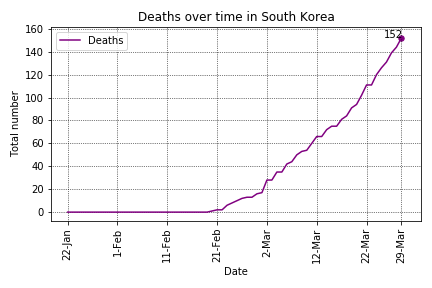 Deaths over time in South Korea
160
140
120
100
80
60
40
20
0
Total number
Deaths
152
22-Jan
1-Feb
11-Feb
21-Feb
2-Mar
12-Mar
22-Mar
29-Mar
Date